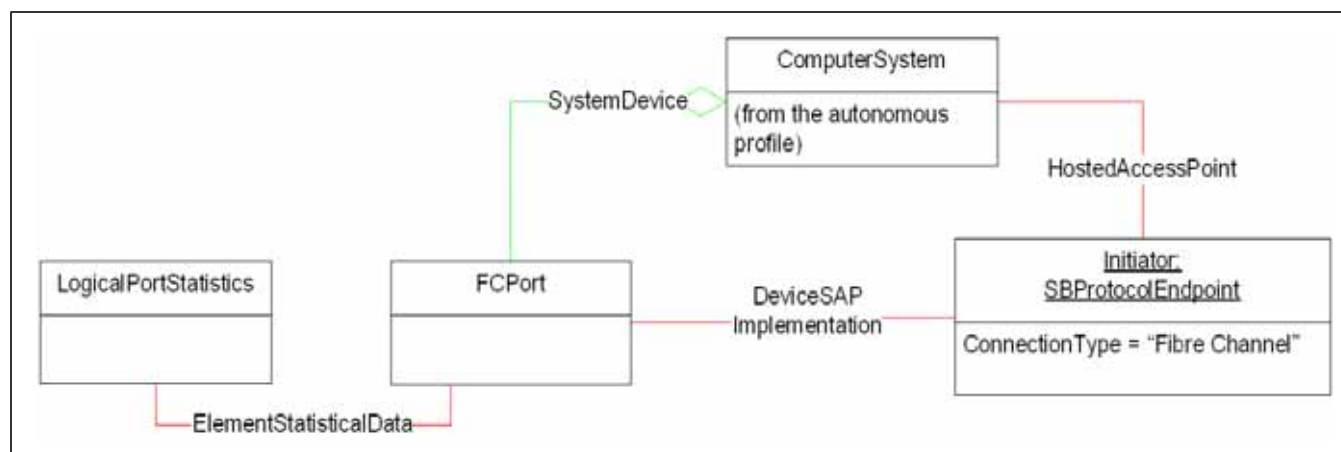 ComputerSystem
SystemDevice
(from the autonomous
profile)
HostedAccessPoint
LogicalPortStatistics
FCPort
DeviceSAP
Implementation
Initiator:
SBProtocolEndpoint
ConnectionType = “Fibre Channel”
ElementStatisticalData